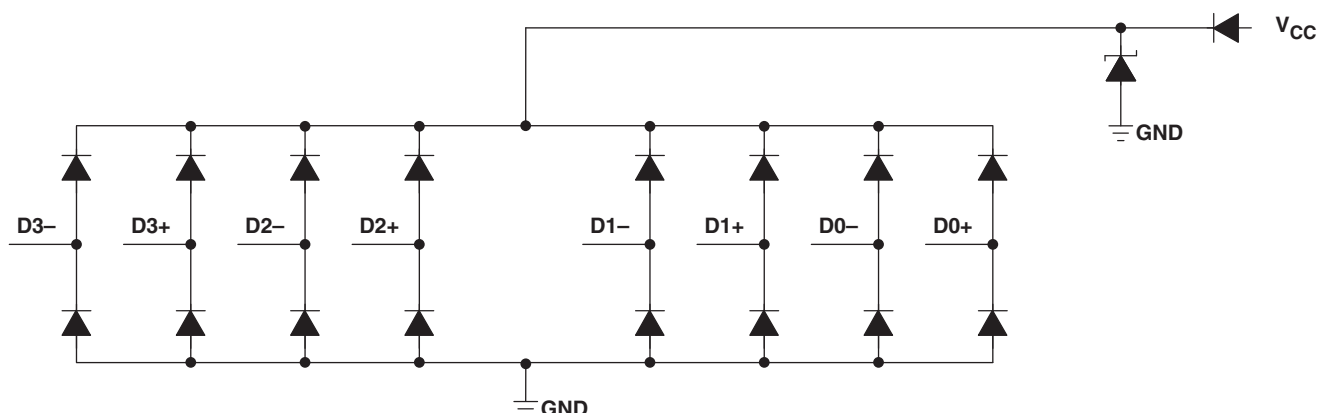 VCC
GND
D3– D3+ D2– D2+ D1– D1+ D0– D0+
GND